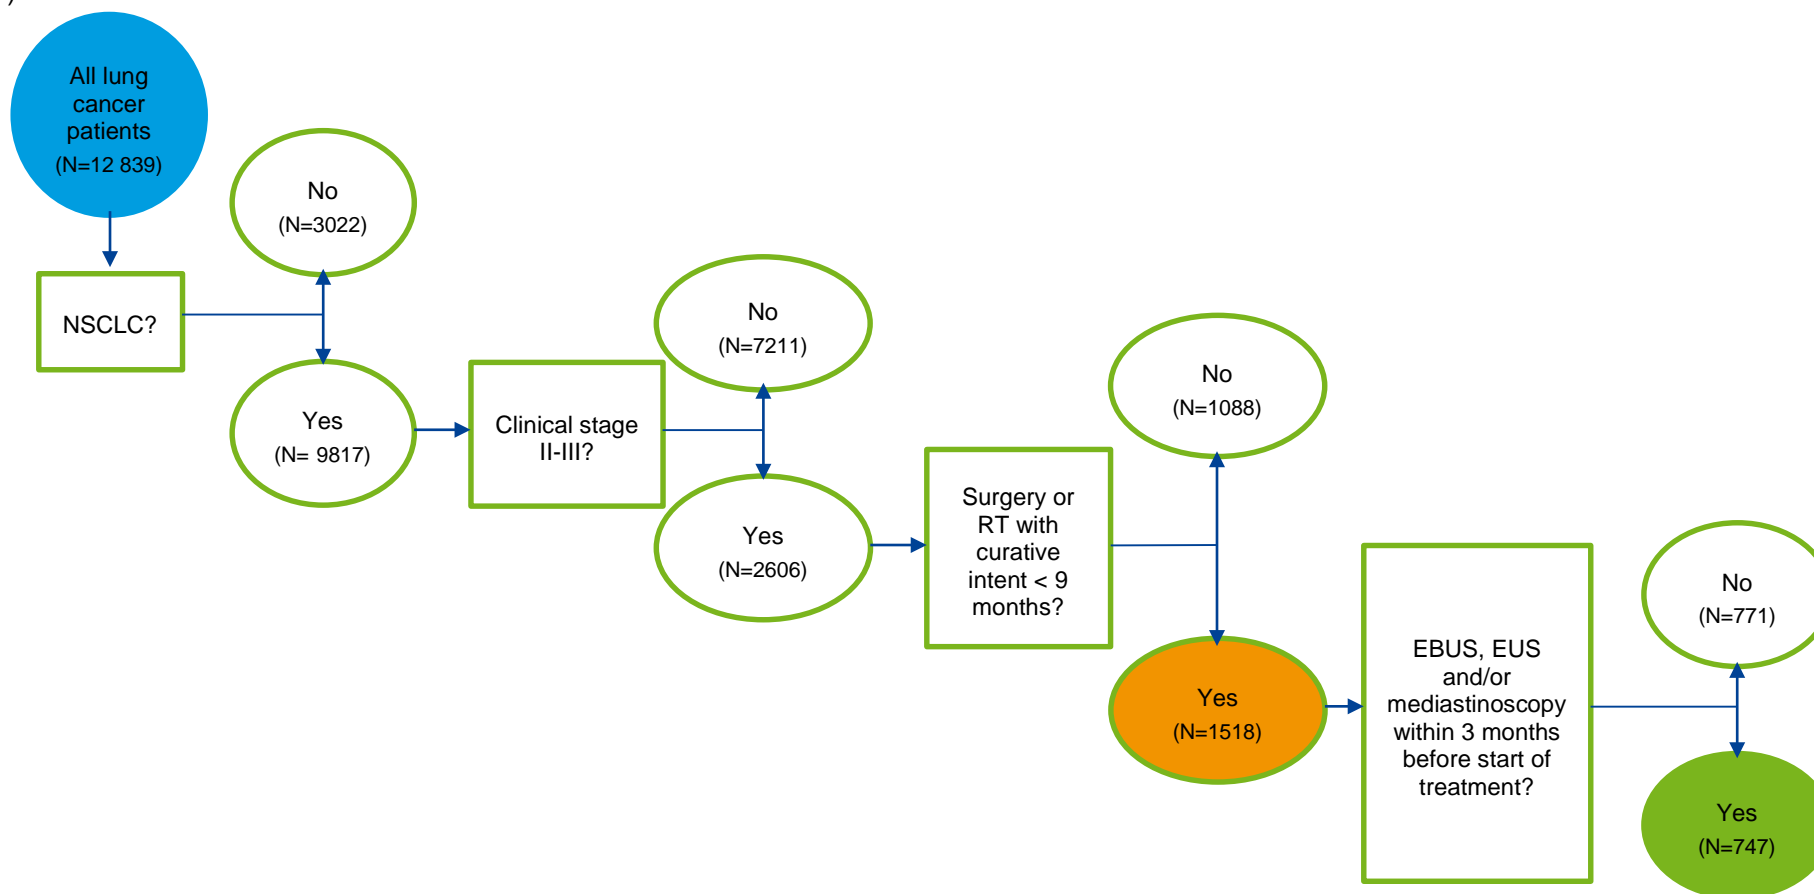 )
All lung
cancer
patients
(N=12 839)
No
(N=3022)
NSCLC?
Yes
(N= 9817)
No
(N=7211)
Clinical stage
II-III?
Yes
(N=2606)
No
(N=1088)
Surgery or
RT with
curative
intent < 9
months?
Yes
(N=1518)
No
(N=771)
EBUS, EUS
and/or
mediastinoscopy
within 3 months
before start of
treatment?
Yes
(N=747)